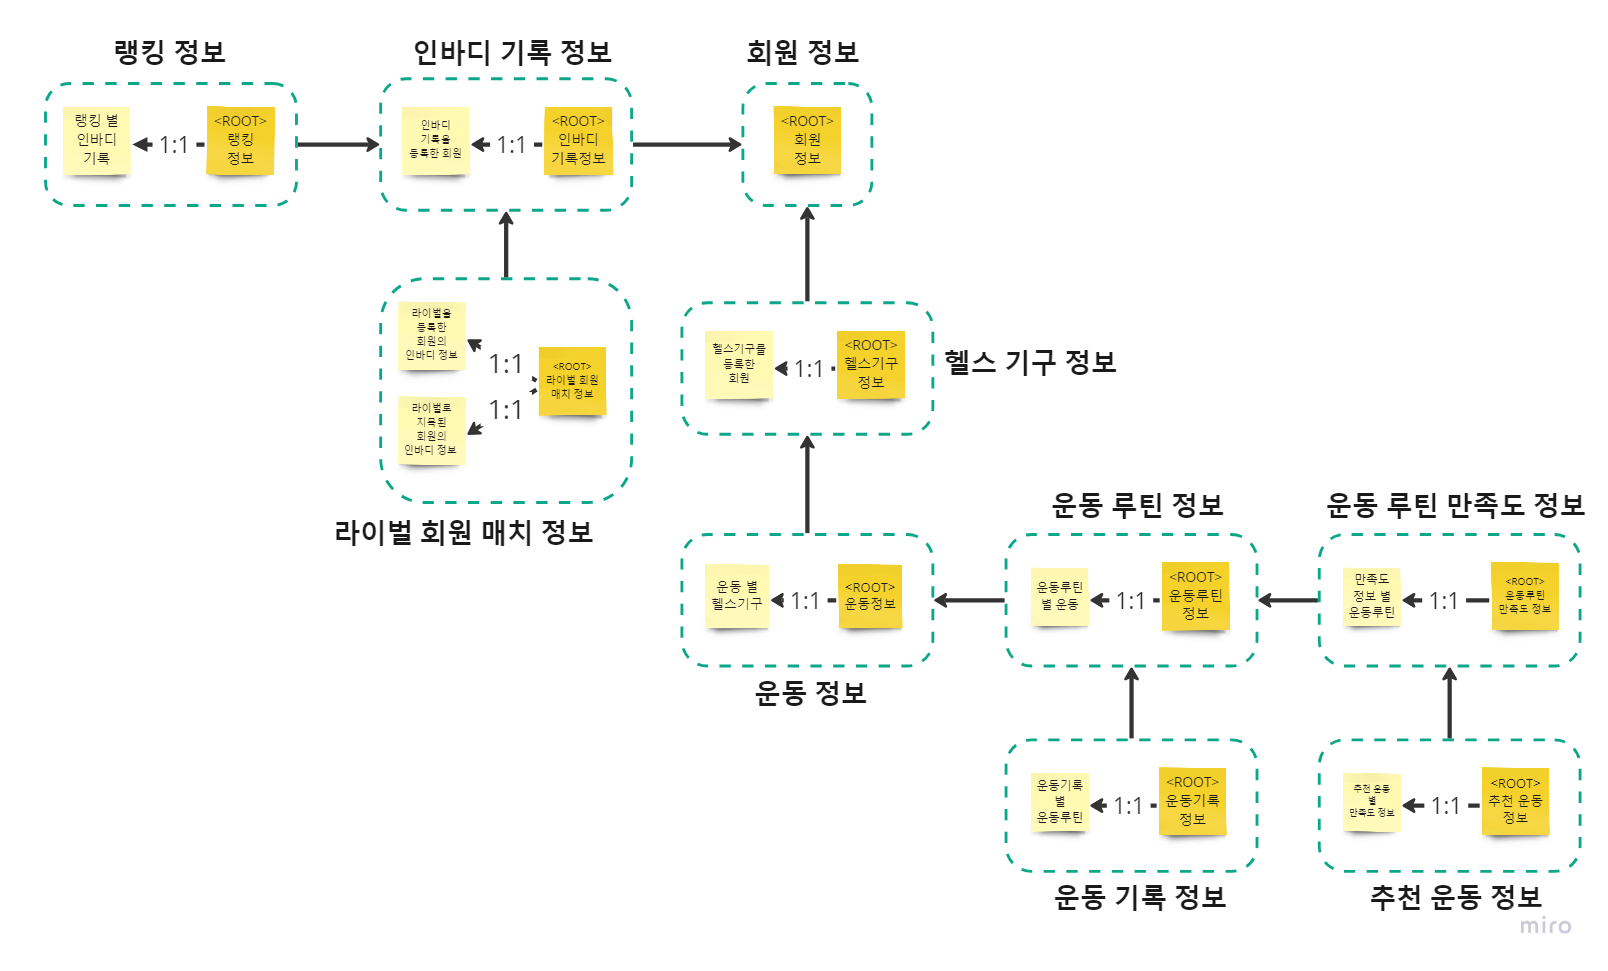 랭킹 정보
랭킹 별
인바디
기록
1:1
<ROOT>
랭킹
정보
인바디 기록 정보
인바디
기록을
등록한 회원
1:1
<ROOT>
인바디
기록정보
회원 정보
<ROOT>
회원
정보
라이벌을
등록한
회원의
인바디 정보
1:1
라이벌로
지목된
회원의
인바디 정보
1:1
<ROOT>
라이벌 회원
매치 정보
라이벌 회원 매치 정보
헬스기구를
등록한
회원
1:1
<ROOT>
헬스기구
정보
헬스 기구 정보
운동 별
헬스기구
1:1
<ROOT>
운동정보
운동 정보
운동 루틴 정보
운동루틴
별 운동
1:1
<ROOT>
운동루틴
정보
운동 루틴 만족도 정보
만족도
정보 별
운동루틴
1:1
<ROOT>
운동루틴
만족도 정보
운동기록
별
운동루틴
1:1
<ROOT>
운동기록
정보
운동 기록 정보
추천 운동
별
만족도 정보
1:1
<ROOT>
추천 운동
정보
추천 운동 정보
miro